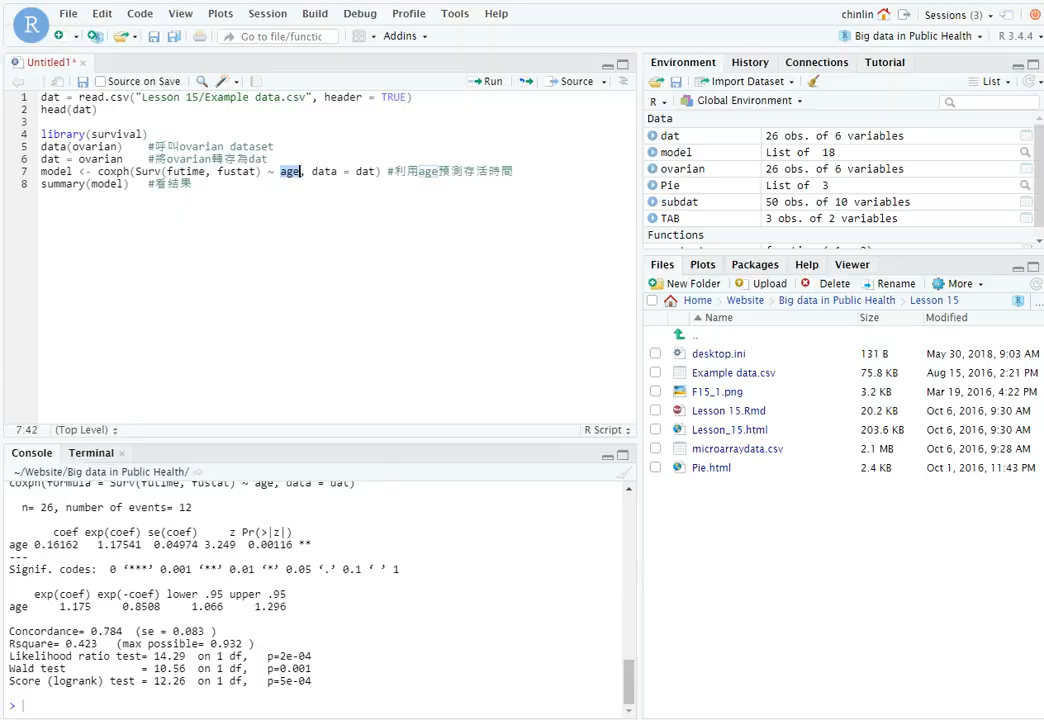 R File Edit Code View Plots Session Build Debug Profile Tools Help chinlin Sessions (3)
Go to file/functic Addins Big data in Public Health R 3.4.4
Untitled1* ×
Source on Save Run Source
1 dat = read.csv("Lesson 15/Example data.csv", header = TRUE)
2 head(dat)
3
4 library(survival)
5 data(ovarian) #呼叫ovarian dataset
6 dat = ovarian #將ovarian轉存為dat
7 model <- coxph(Surv(futime, fustat) ~ age, data = dat) #利用age預測存活時間
8 summary(model) #看結果
7:42 (Top Level) R Script
Console Terminal ×
~/Website/Big data in Public Health/
coxph(formula = Surv(futime, fustat) ~ age, data = dat)
n= 26, number of events= 12
coef exp(coef) se(coef) z Pr(>|z|)
age 0.16162 1.17541 0.04974 3.249 0.00116 **
---
Signif. codes: 0 ‘***’ 0.001 ‘**’ 0.01 ‘*’ 0.05 ‘.’ 0.1 ‘ ’ 1
exp(coef) exp(-coef) lower .95 upper .95
age 1.175 0.8508 1.066 1.296
Concordance= 0.784 (se = 0.083 )
Rsquare= 0.423 (max possible= 0.932 )
Likelihood ratio test= 14.29 on 1 df, p=2e-04
Wald test = 10.56 on 1 df, p=0.001
Score (logrank) test = 12.26 on 1 df, p=5e-04
>
Environment History Connections Tutorial
Import Dataset List
R Global Environment
Data
dat 26 obs. of 6 variables
model List of 18
ovarian 26 obs. of 6 variables
Pie List of 3
subdat 50 obs. of 10 variables
TAB 3 obs. of 2 variables
Functions
Files Plots Packages Help Viewer
New Folder Upload Delete Rename More
Home Website Big data in Public Health Lesson 15 ...
Name Size Modified
..
desktop.ini 131 B May 30, 2018, 9:03 AM
Example data.csv 75.8 KB Aug 15, 2016, 2:21 PM
F15_1.png 3.2 KB Mar 19, 2016, 4:22 PM
Lesson 15.Rmd 20.2 KB Oct 6, 2016, 9:30 AM
Lesson_15.html 203.6 KB Oct 6, 2016, 9:30 AM
microarraydata.csv 2.1 MB Oct 6, 2016, 9:28 AM
Pie.html 2.4 KB Oct 1, 2016, 11:43 PM